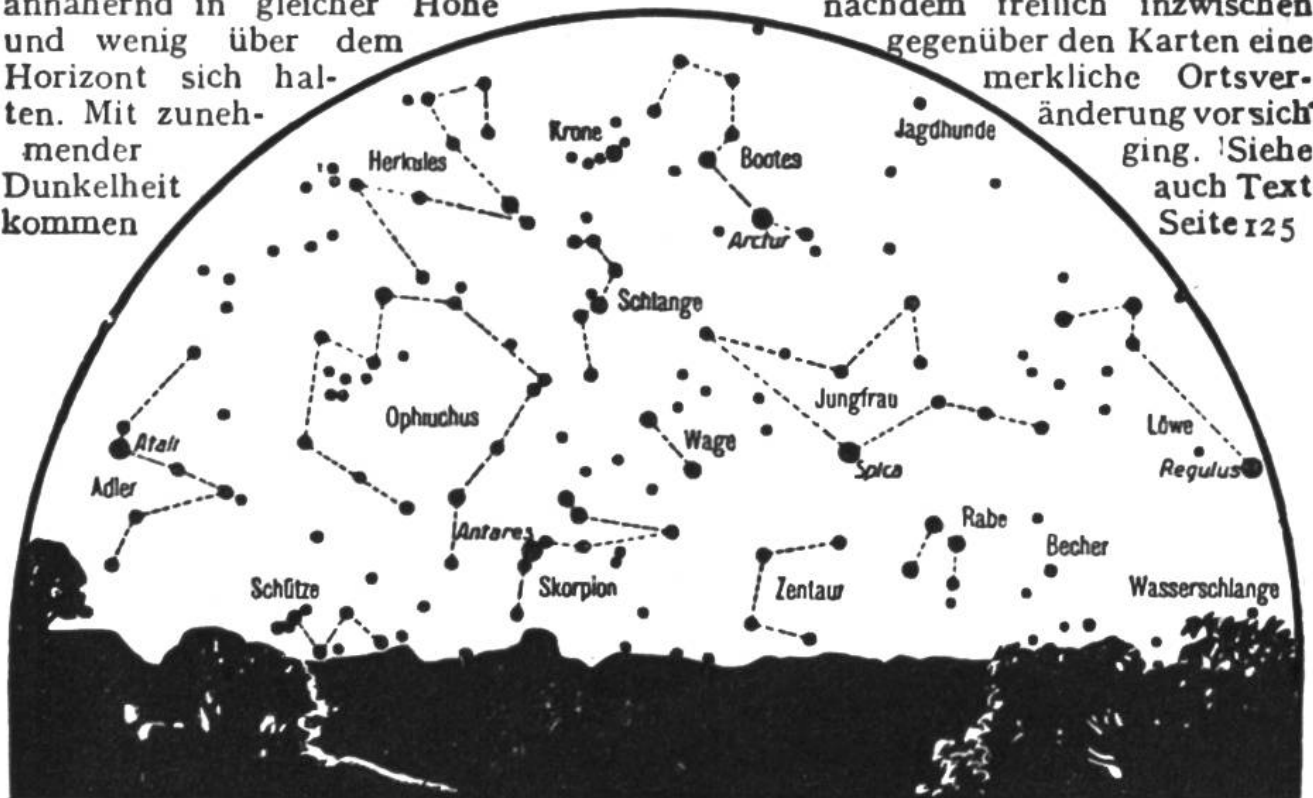 annähernd in gleicher Höhe
und wenig über dem
Horizont sich hal-
ten. Mit zuneh-
mender
Dunkelheit
kommen
nachdem freilich inzwischen
gegenüber den Karten eine
merkliche Ortsver-
änderung vor sich
ging. Siehe
auch Text
Seite 125
Krone
Jagdhunde
Herkules
Bootes
Arctur
Schlange
Jungfrau
Ophiuchus
Löwe
Atair
Wage
Spica
Regulus
Adler
Antares
Rabe
Becher
Schütze
Skorpion
Zentaur
Wasserschlange